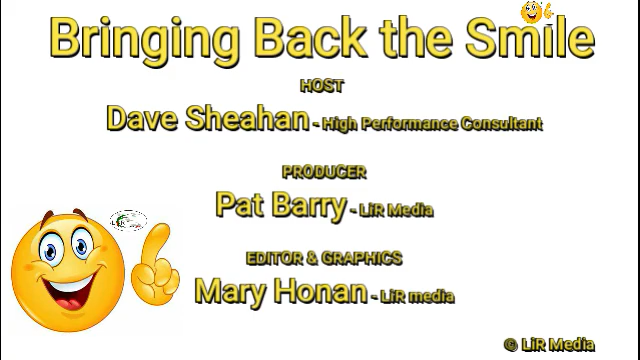 Bringing Back the Smile
HOST
Dave Sheahan - High Performance Consultant
PRODUCER
Pat Barry - LiR Media
EDITOR & GRAPHICS
Mary Honan - LiR media
© LiR Media